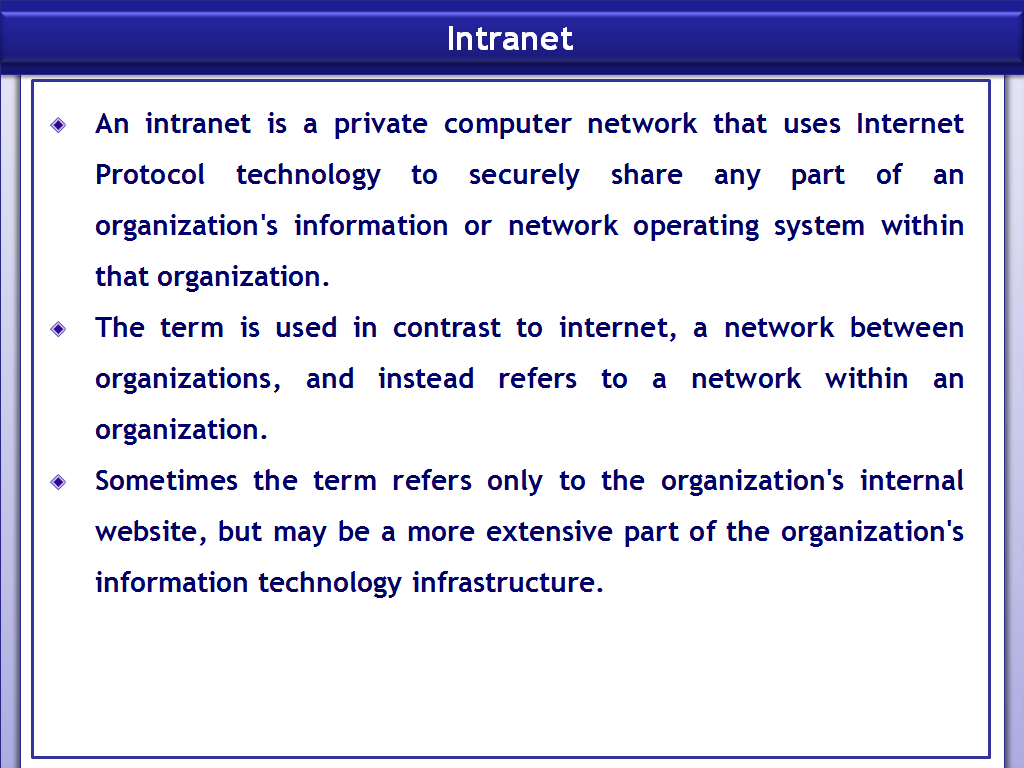 Intranet
An intranet is a private computer network that uses Internet
Protocol technology to securely share any part of an
organization's information or network operating system within
that organization.
The term is used in contrast to internet, a network between
organizations, and instead refers to a network within an
organization.
Sometimes the term refers only to the organization's internal
website, but may be a more extensive part of the organization's
information technology infrastructure.